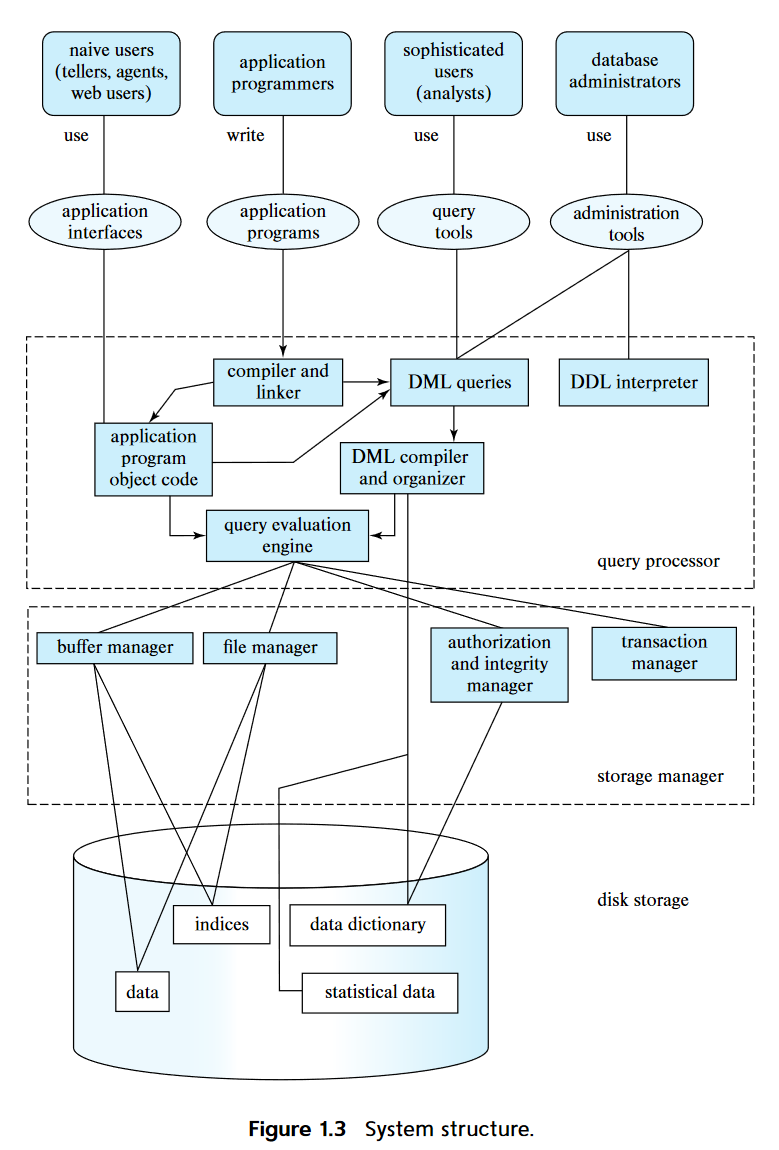 naive users
(tellers, agents,
web users)
application
programmers
sophisticated
users
(analysts)
database
administrators
use
write
use
use
application
interfaces
application
programs
query
tools
administration
tools
compiler and
linker
DML queries
DDL interpreter
application
program
object code
DML compiler
and organizer
query evaluation
engine
query processor
buffer manager
file manager
authorization
and integrity
manager
transaction
manager
storage manager
disk storage
indices
data dictionary
data
statistical data
Figure 1.3 System structure.